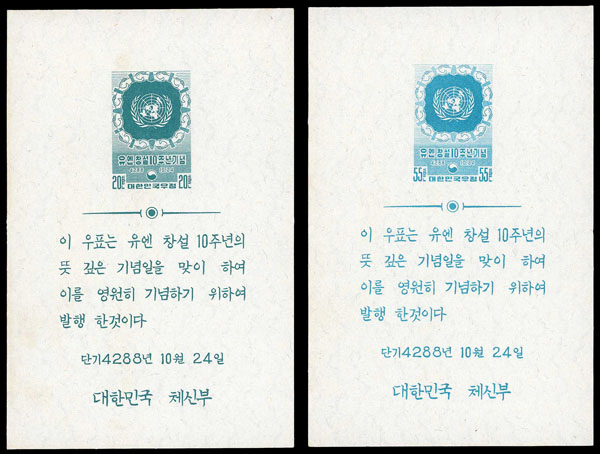 유엔창설10주년기념
4288 10.24
20환 20환
대한민국우표
이 우표는 유엔 창설 10주년의
뜻 깊은 기념일을 맞이 하여
이를 영원히 기념하기 위하여
발행 한것이다
단기4288년 10월 24일
대한민국 체신부
유엔창설10주년기념
4288 10.24
55환 55환
대한민국우표
이 우표는 유엔 창설 10주년의
뜻 깊은 기념일을 맞이 하여
이를 영원히 기념하기 위하여
발행 한것이다
단기4288년 10월 24일
대한민국 체신부